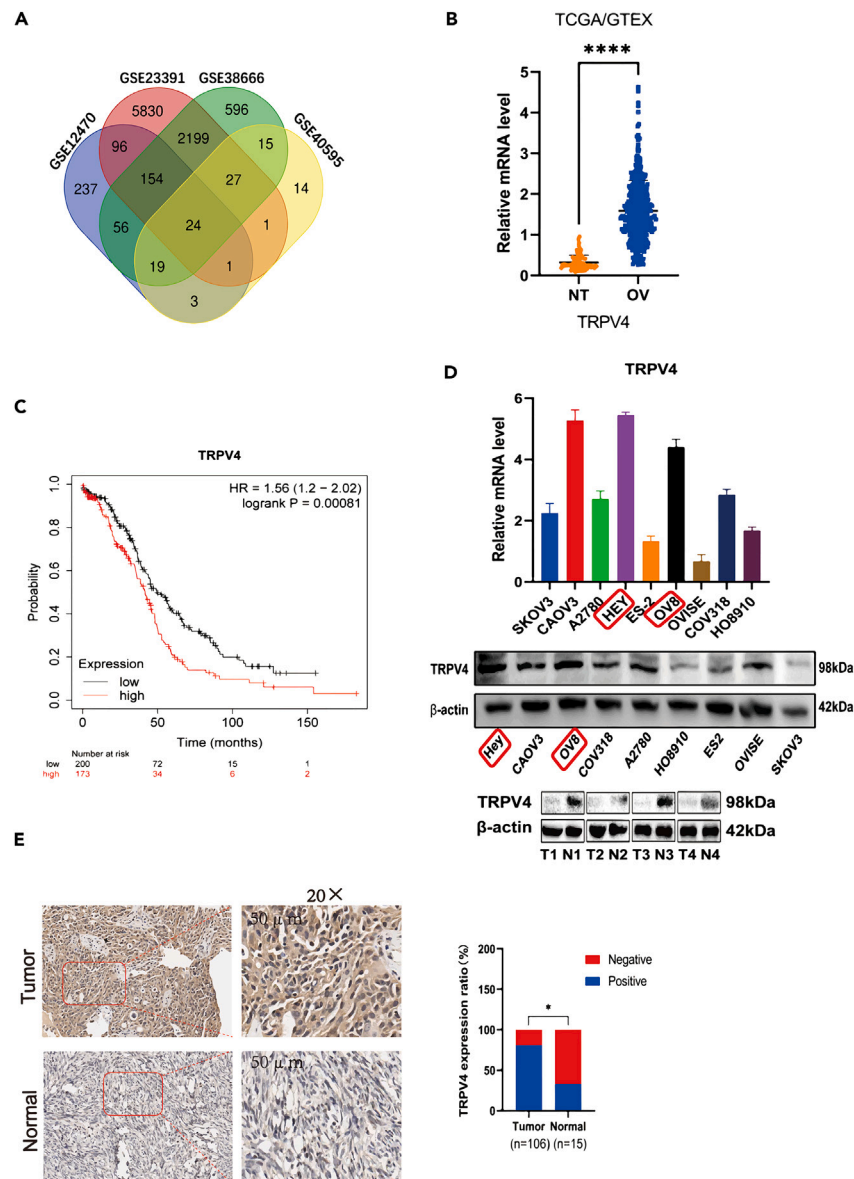 A
GSE23391 GSE38666
GSE12470
GSE40595
5830 596
96 2199 15
237 154 27 14
56 24 1
19 1
3
B
TCGA/GTEX
****
Relative mRNA level
5
4
3
2
1
0
NT OV
TRPV4
C
TRPV4
HR = 1.56 (1.2 − 2.02)
logrank P = 0.00081
Probability
1.0
0.8
0.6
0.4
0.2
0.0
Expression
low
high
0 50 100 150
Time (months)
Number at risk
low 200 72 15 1
high 173 34 6 2
D
TRPV4
Relative mRNA level
6
4
2
0
SKOV3 CAOV3 A2780 HEY ES-2 OV8 OVISE COV318 HO8910
TRPV4 98kDa
β-actin 42kDa
Hey CAOV3 OV8 COV318 A2780 HO8910 ES2 OVISE SKOV3
TRPV4 98kDa
β-actin 42kDa
T1 N1 T2 N2 T3 N3 T4 N4
E
20×
Tumor
50 μm
Normal
50 μm
TRPV4 expression ratio (%)
200
150
100
50
0
Negative
Positive
*
Tumor Normal
(n=106) (n=15)